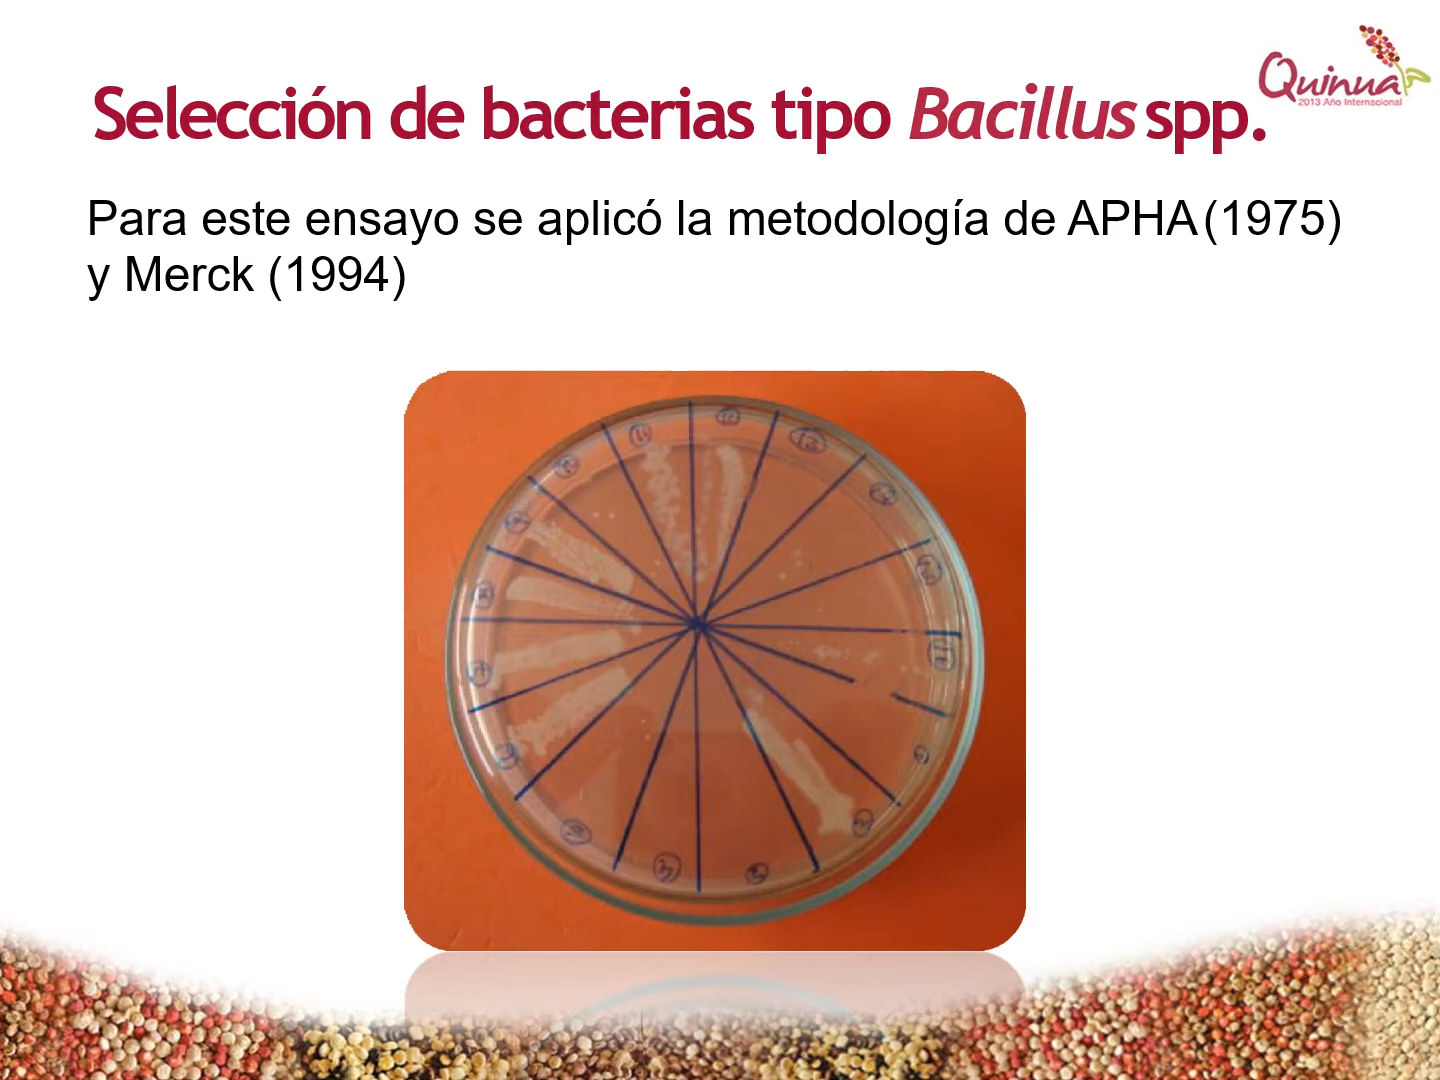 Quinua
2013 Año Internacional
Selección de bacterias tipo Bacillus spp.
Para este ensayo se aplicó la metodología de APHA (1975)
y Merck (1994)